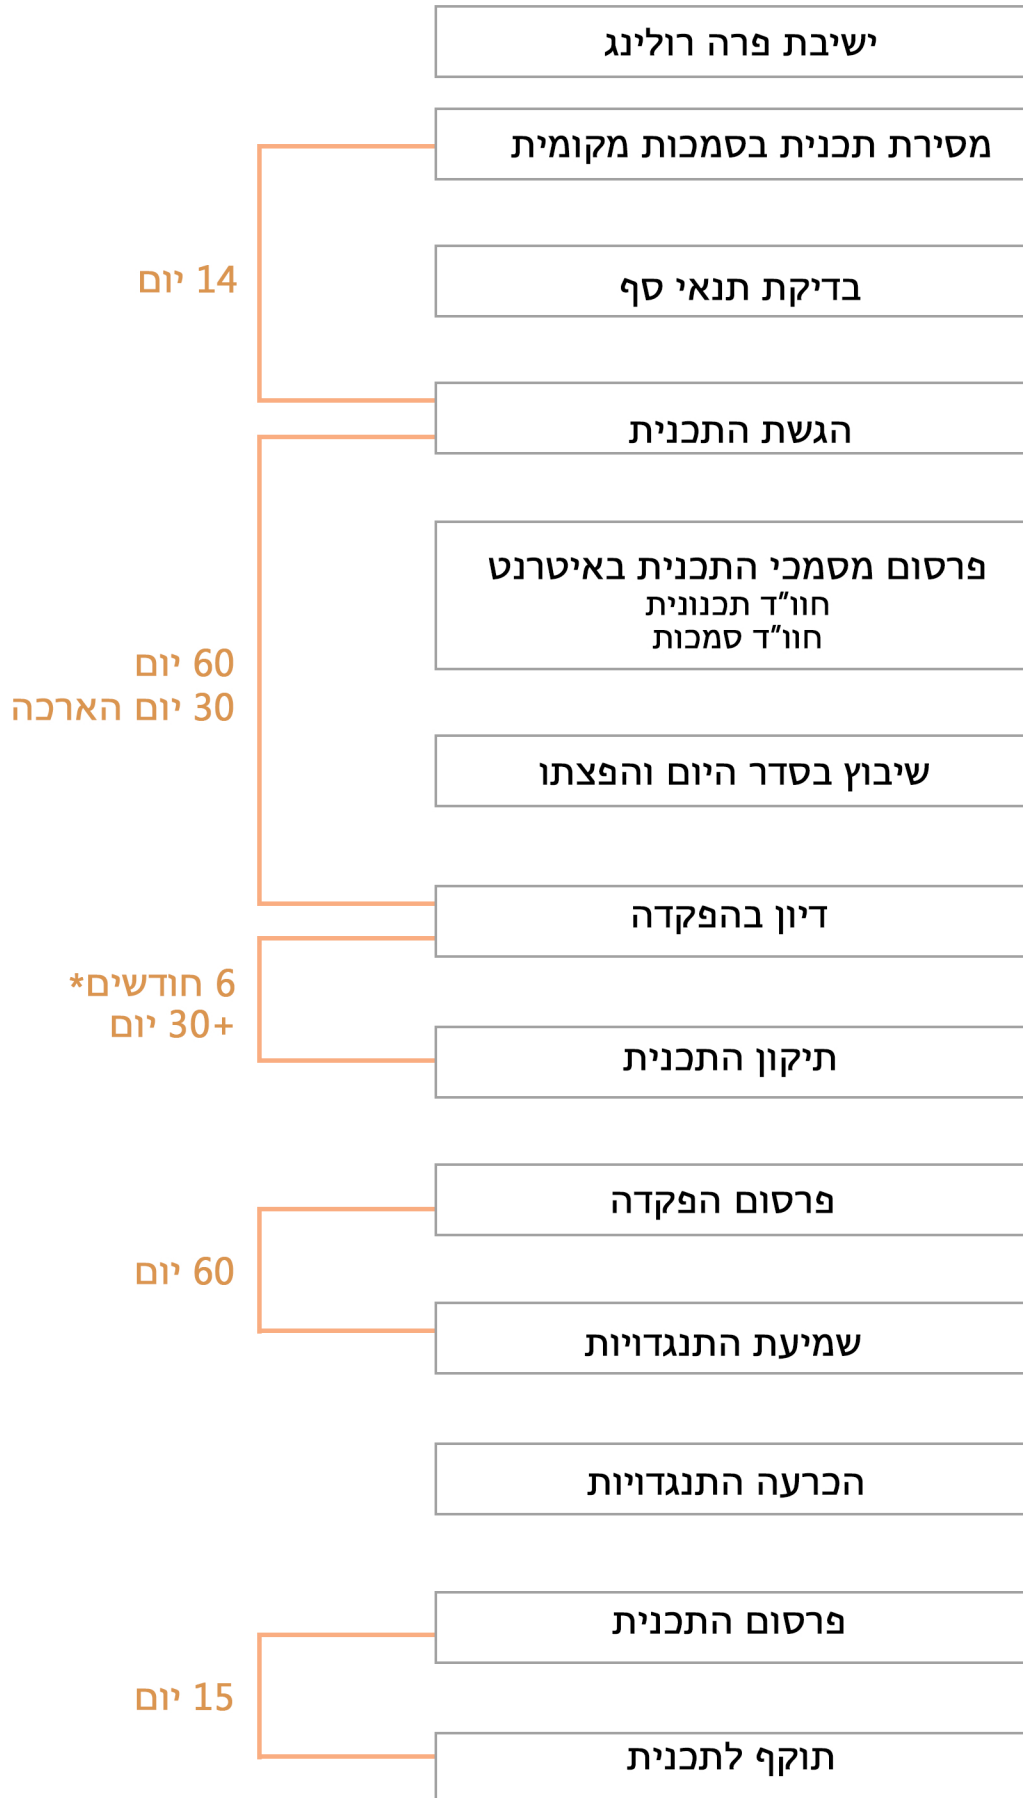 ישיבת פרה רולינג
מסירת תכנית בסמכות מקומית
14 יום
בדיקת תנאי סף
הגשת התכנית
פרסום מסמכי התכנית באיטרנט
חוו"ד תכנונית
חוו"ד סמכות
60 יום
30 יום הארכה
שיבוץ בסדר היום והפצתו
דיון בהפקדה
6 חודשים*
+30 יום
תיקון התכנית
פרסום הפקדה
60 יום
שמיעת התנגדויות
הכרעה התנגדויות
פרסום התכנית
15 יום
תוקף לתכנית